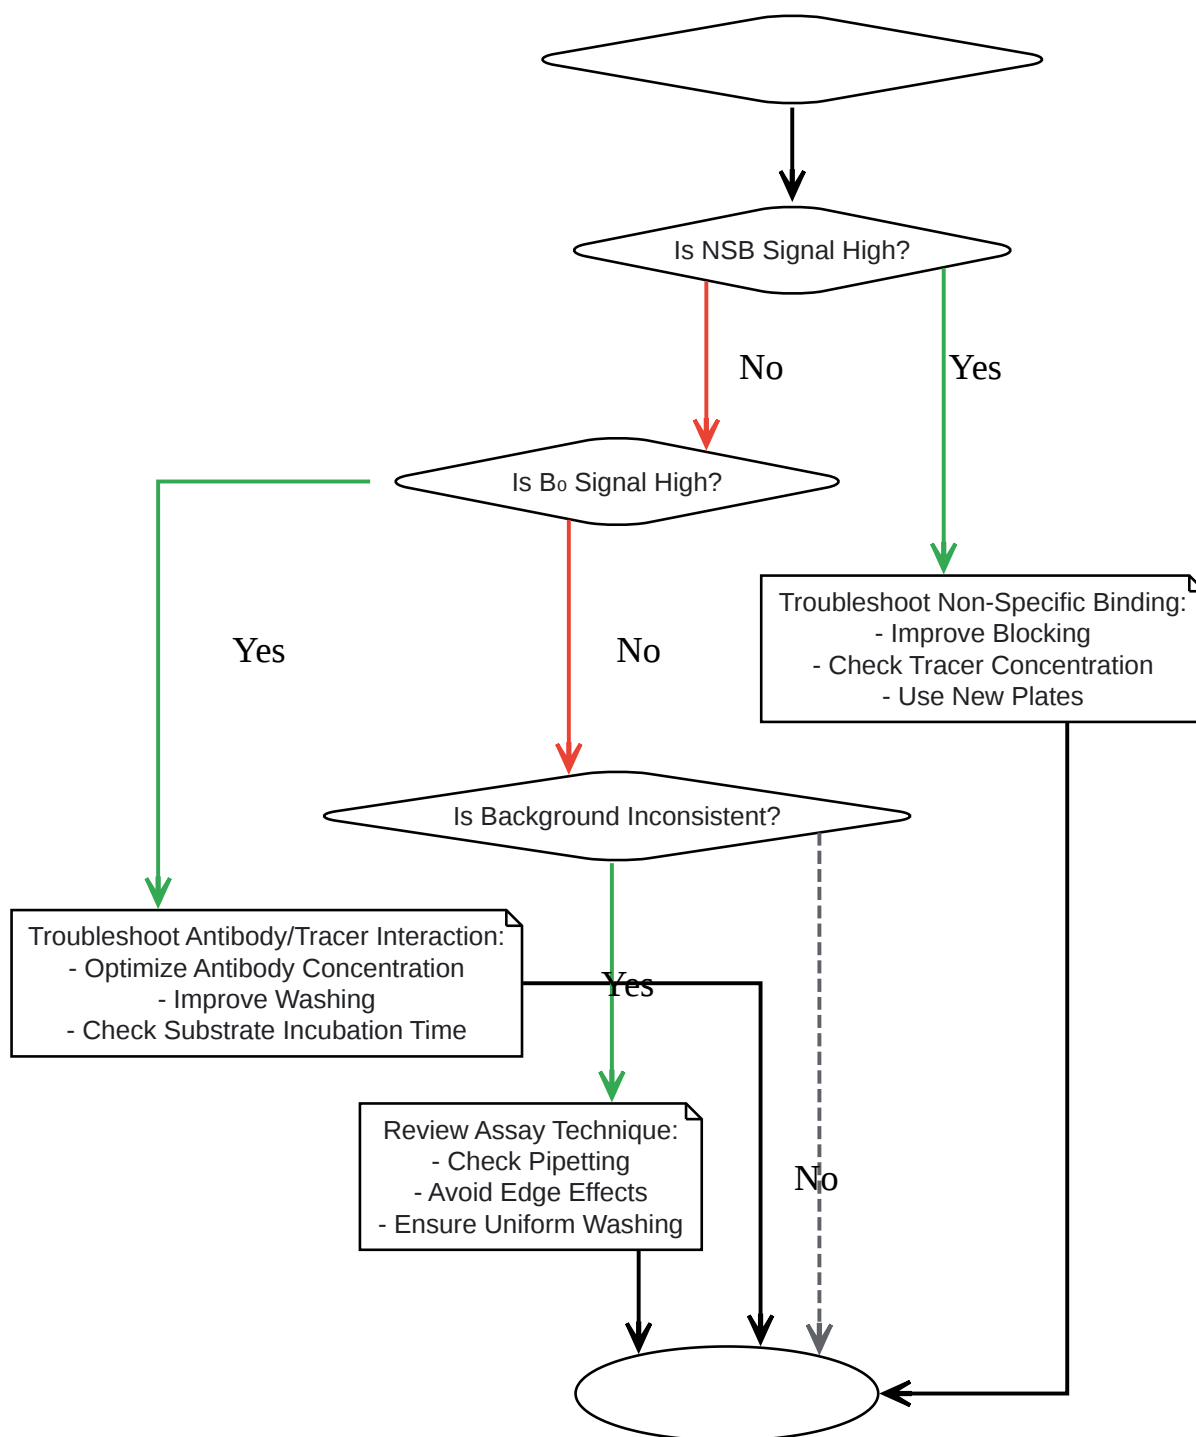 Is NSB Signal High?
No
Yes
Is B₀ Signal High?
Troubleshoot Non-Specific Binding:
- Improve Blocking
- Check Tracer Concentration
- Use New Plates
Yes
No
Is Background Inconsistent?
Troubleshoot Antibody/Tracer Interaction:
- Optimize Antibody Concentration
- Improve Washing
- Check Substrate Incubation Time
Yes
Review Assay Technique:
- Check Pipetting
- Avoid Edge Effects
- Ensure Uniform Washing
No